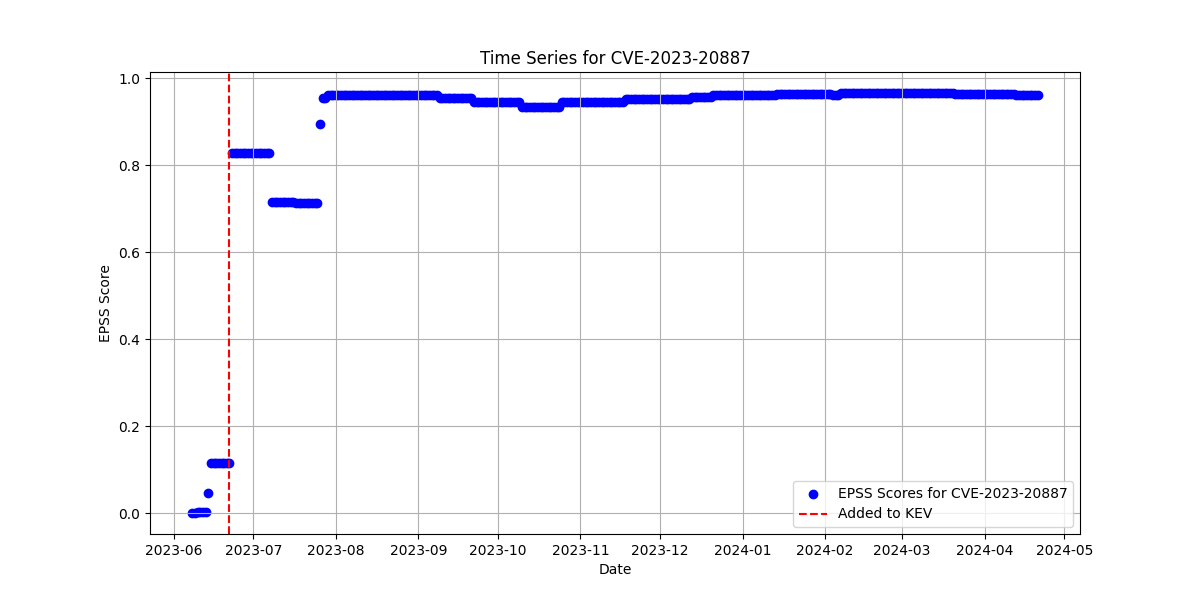 Time Series for CVE-2023-20887
EPSS Score
1.0
0.8
0.6
0.4
0.2
0.0
EPSS Scores for CVE-2023-20887
Added to KEV
2023-06 2023-07 2023-08 2023-09 2023-10 2023-11 2023-12 2024-01 2024-02 2024-03 2024-04 2024-05
Date